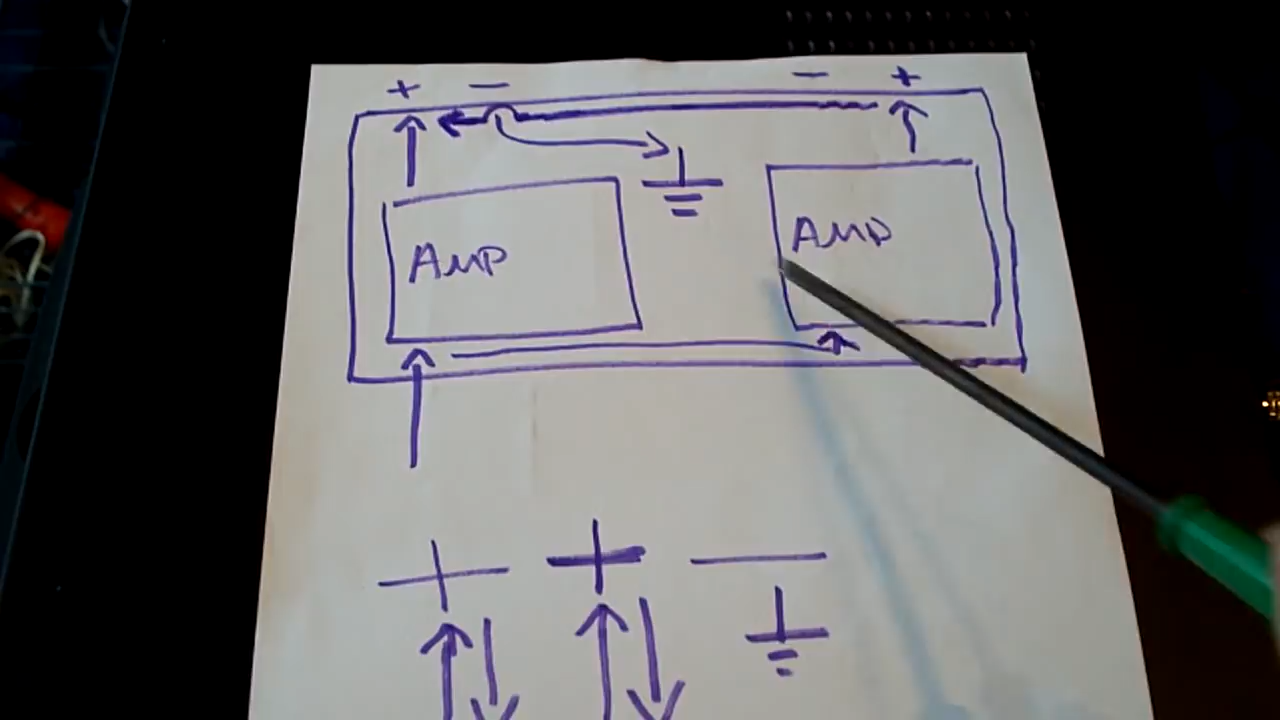 + - - +
AMP AMP
+ + -